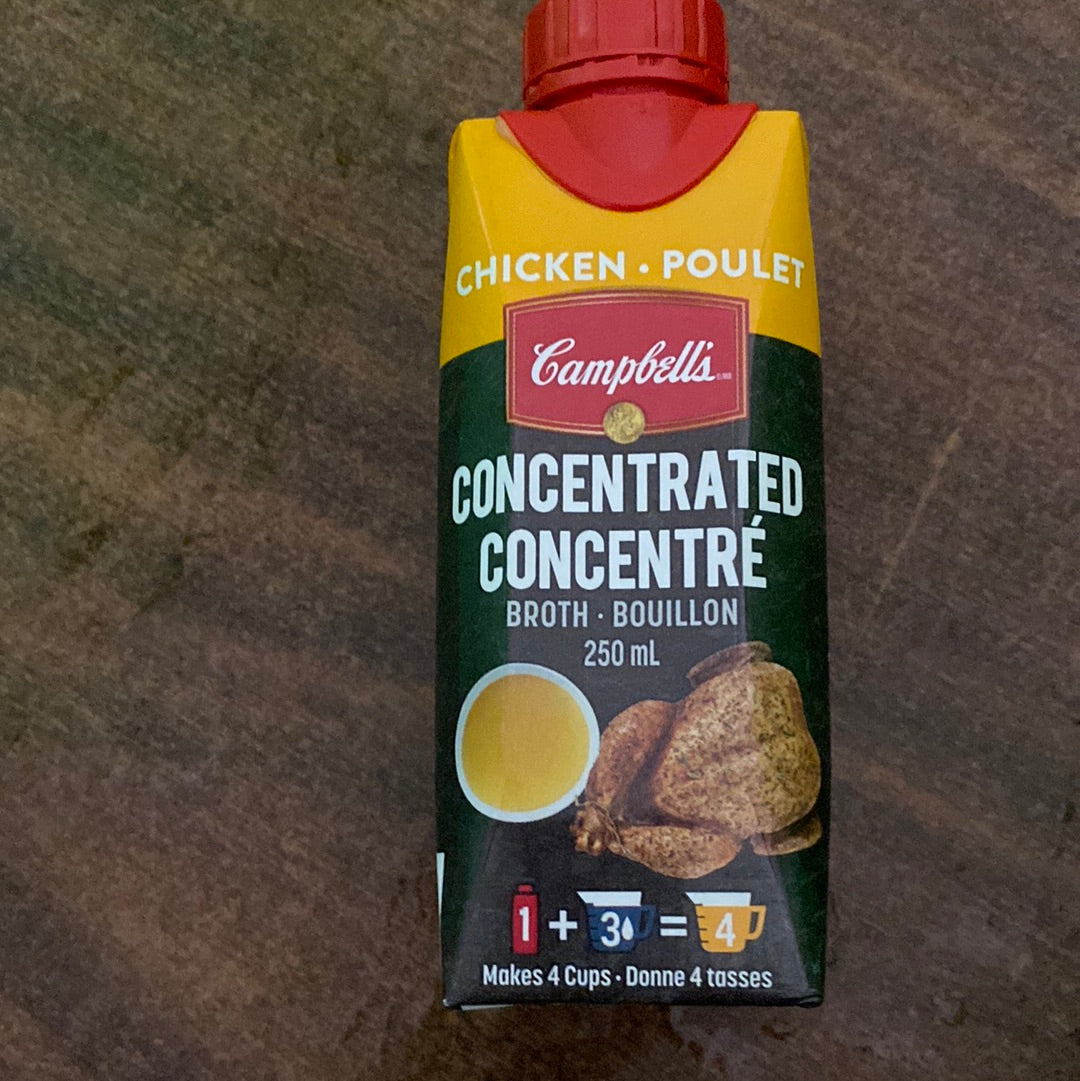 CHICKEN · POULET
Campbell's
CONCENTRATED
CONCENTRÉ
BROTH · BOUILLON
250 mL
1 + 3 = 4
Makes 4 Cups · Donne 4 tasses